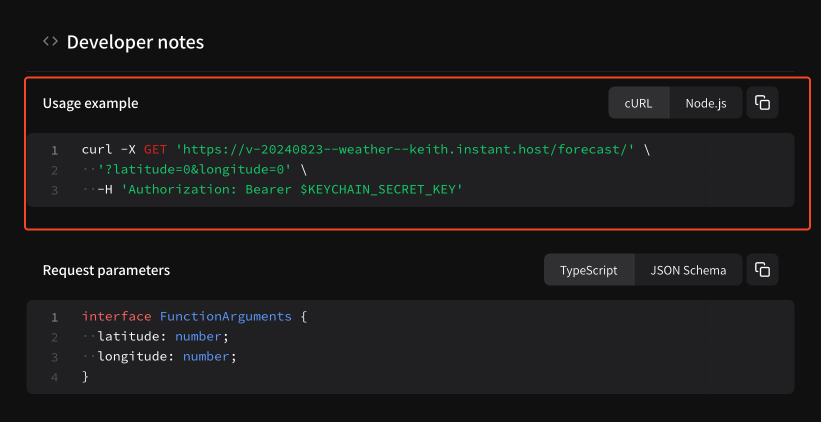 <> Developer notes
Usage example
cURL Node.js
1 curl -X GET 'https://v-20240823--weather--keith.instant.host/forecast/' \
2 ··'?latitude=0&longitude=0' \
3 ··-H 'Authorization: Bearer $KEYCHAIN_SECRET_KEY'
Request parameters
TypeScript JSON Schema
1 interface FunctionArguments {
2 ··latitude: number;
3 ··longitude: number;
4 }